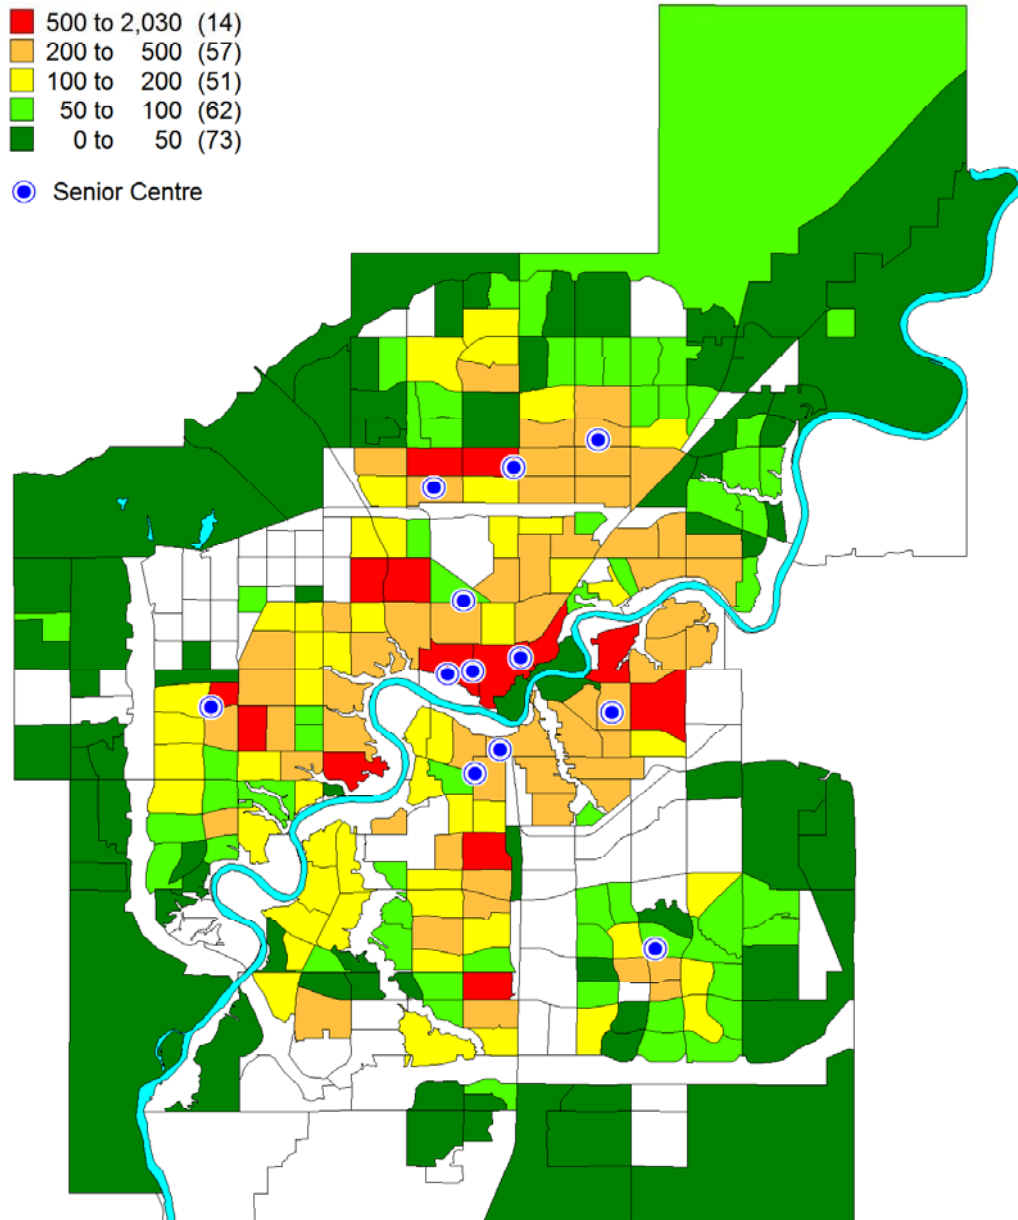 500 to 2,030 (14)
200 to 500 (57)
100 to 200 (51)
50 to 100 (62)
0 to 50 (73)
Senior Centre